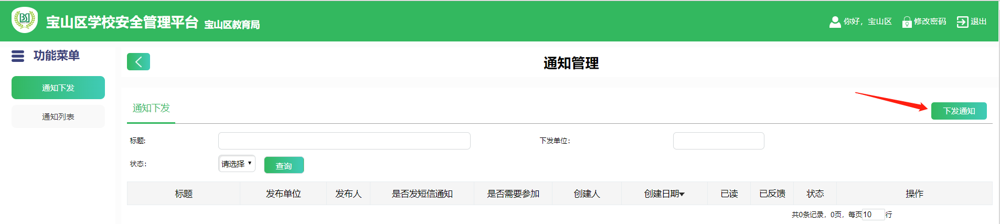 BSJ 宝山区学校安全管理平台 宝山区教育局 你好，宝山区 修改密码 退出
功能菜单
通知管理
通知下发
通知列表
通知下发 下发通知
标题: 下发单位:
状态: 请选择 查询
标题 发布单位 发布人 是否发短信通知 是否需要参加 创建人 创建日期 已读 已反馈 状态 操作
共0条记录，0页，每页10行